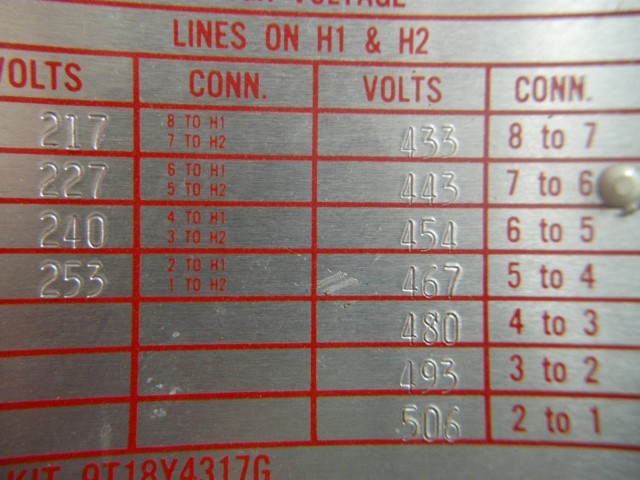 VOLTAGE
LINES ON H1 & H2
VOLTS CONN. VOLTS CONN.
217 8 TO H1 7 TO H2 433 8 to 7
227 6 TO H1 5 TO H2 443 7 to 6
240 4 TO H1 3 TO H2 454 6 to 5
253 2 TO H1 1 TO H2 467 5 to 4
480 4 to 3
493 3 to 2
506 2 to 1
KIT 9T18Y4317G